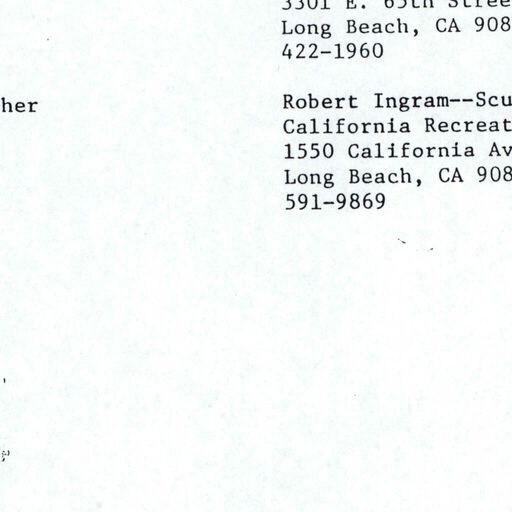 3301 E. 65th Stree
Long Beach, CA 908
422-1960
her
Robert Ingram--Scu
California Recreat
1550 California Av
Long Beach, CA 908
591-9869